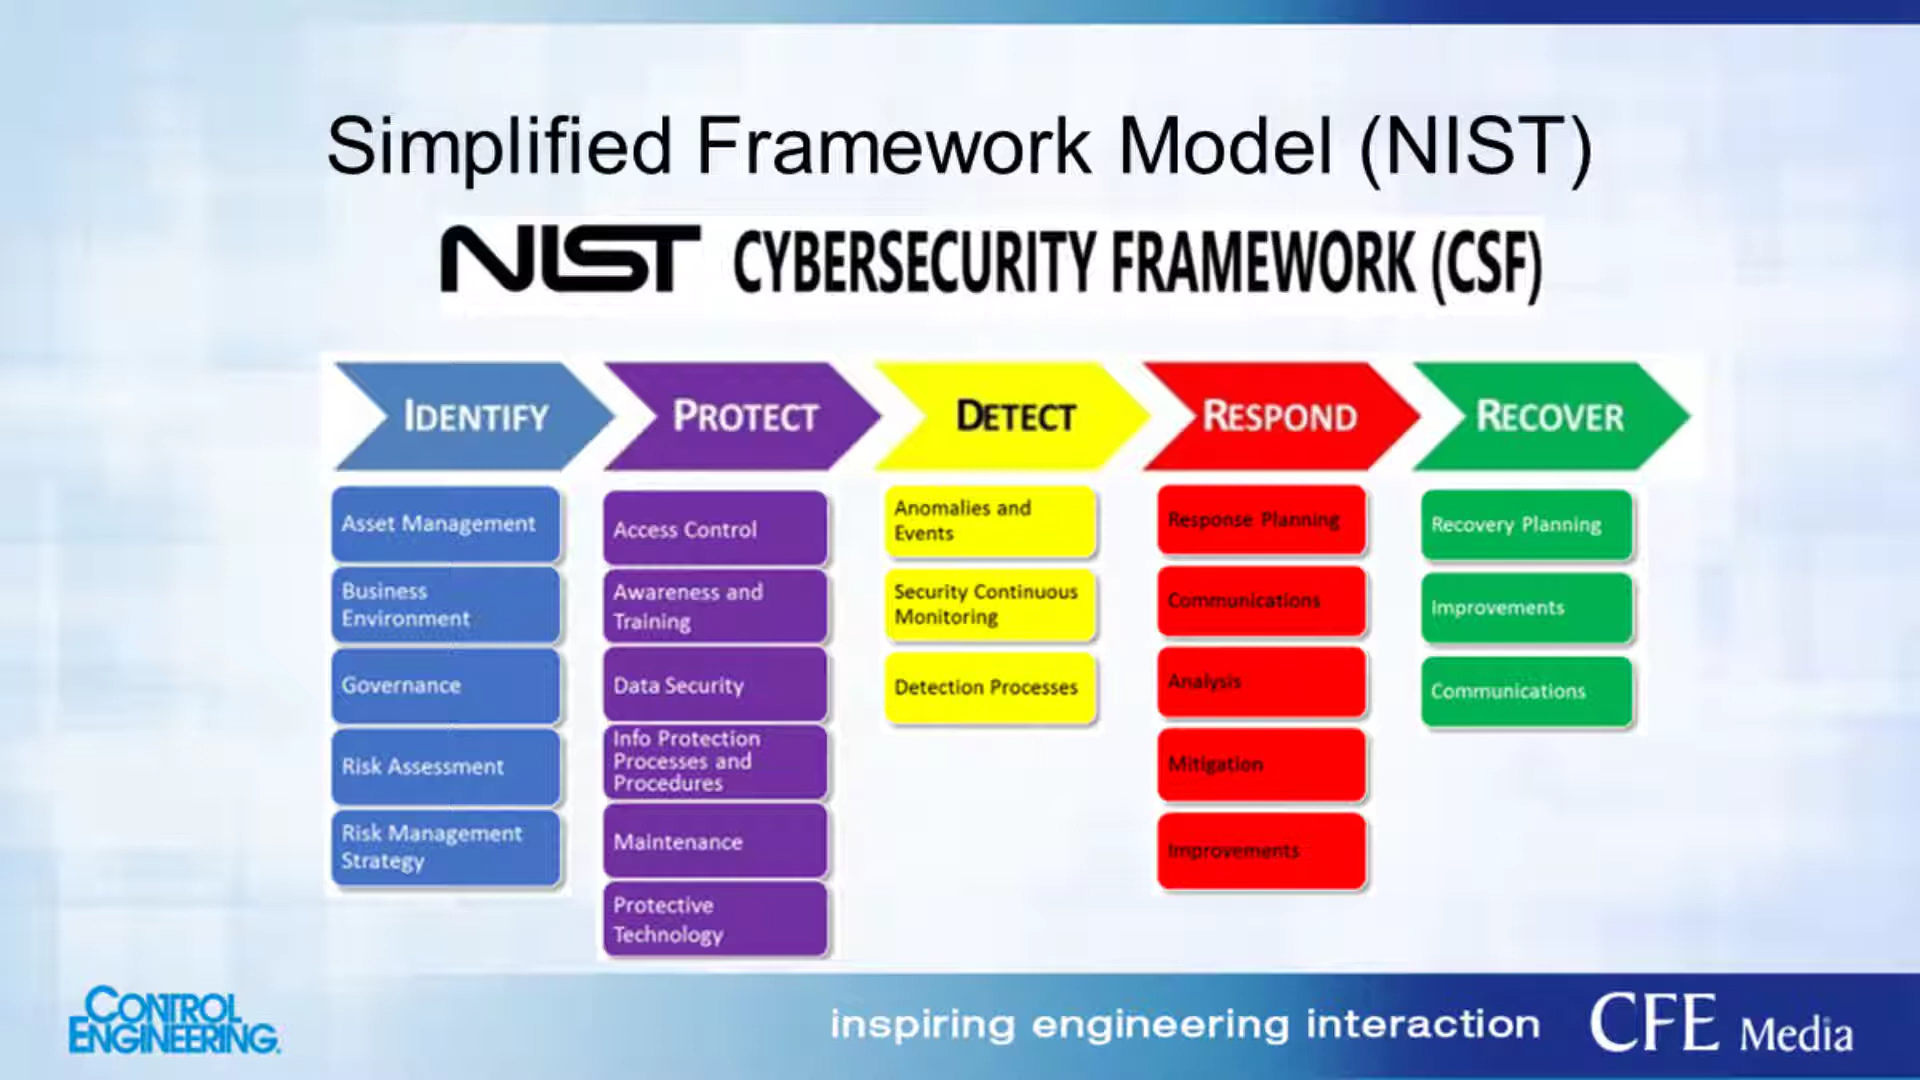 Simplified Framework Model (NIST)
NIST CYBERSECURITY FRAMEWORK (CSF)
IDENTIFY
PROTECT
DETECT
RESPOND
RECOVER
Asset Management
Business
Environment
Governance
Risk Assessment
Risk Management
Strategy
Access Control
Awareness and
Training
Data Security
Info Protection
Processes and
Procedures
Maintenance
Protective
Technology
Anomalies and
Events
Security Continuous
Monitoring
Detection Processes
Response Planning
Communications
Analysis
Mitigation
Improvements
Recovery Planning
Improvements
Communications
CONTROL
ENGINEERING.
inspiring engineering interaction
CFE Media